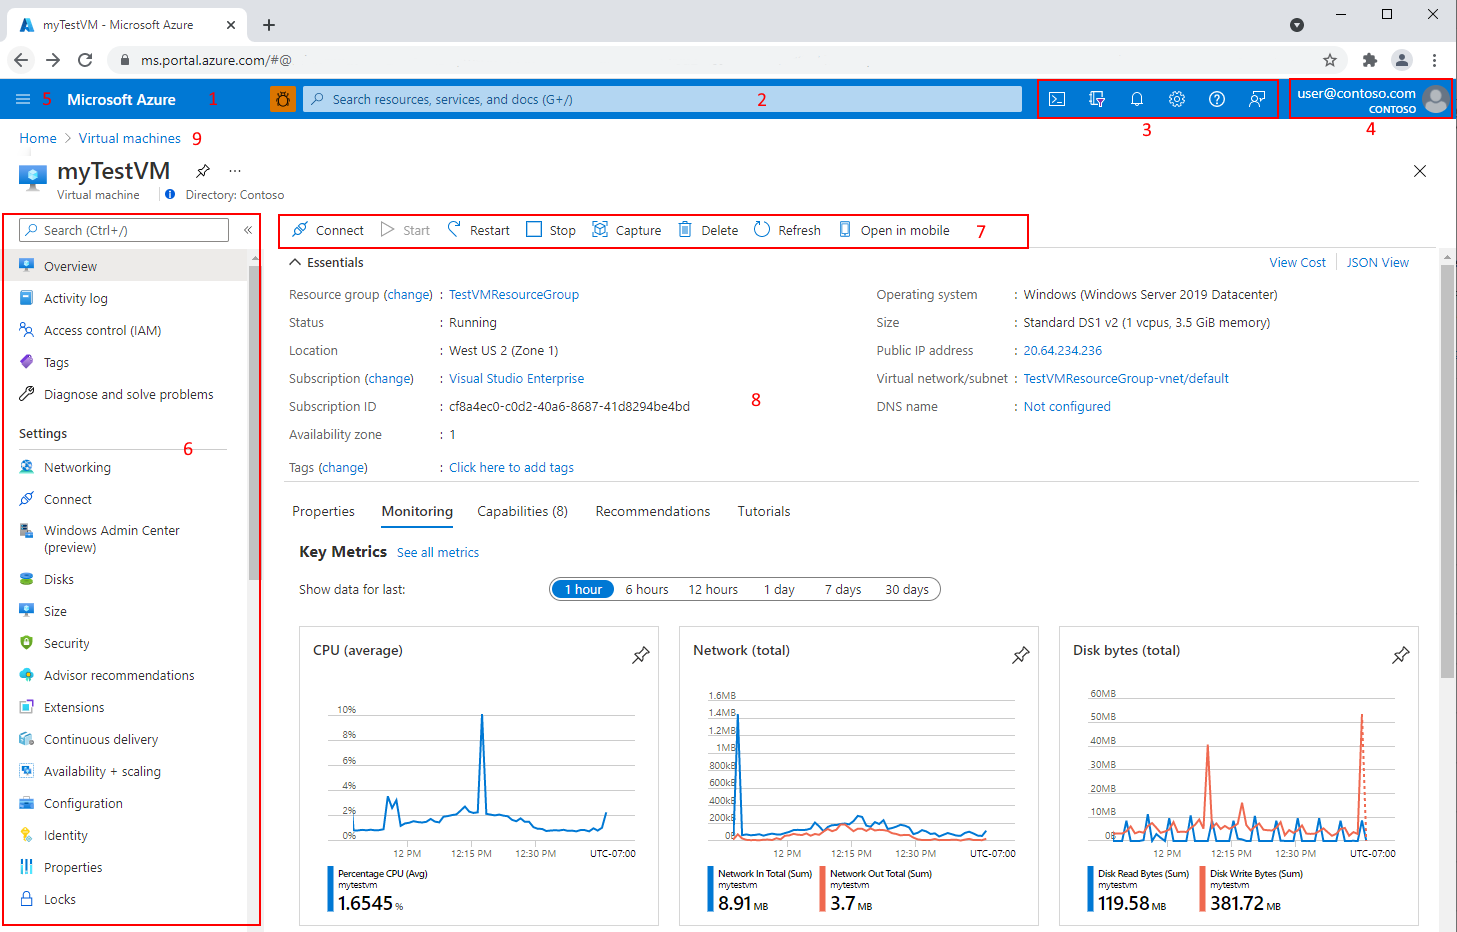 myTestVM - Microsoft Azure
ms.portal.azure.com/#@
5 Microsoft Azure 1
Search resources, services, and docs (G+/) 2
3
user@contoso.com
CONTOSO
4
Home > Virtual machines 9
myTestVM ...
Virtual machine Directory: Contoso
Search (Ctrl+/) «
Overview
Activity log
Access control (IAM)
Tags
Diagnose and solve problems
Settings
6
Networking
Connect
Windows Admin Center
(preview)
Disks
Size
Security
Advisor recommendations
Extensions
Continuous delivery
Availability + scaling
Configuration
Identity
Properties
Locks
Connect Start Restart Stop Capture Delete Refresh Open in mobile 7
Essentials
View Cost JSON View
Resource group (change) : TestVMResourceGroup
Status : Running
Location : West US 2 (Zone 1)
Subscription (change) : Visual Studio Enterprise
Subscription ID : cf8a4ec0-c0d2-40a6-8687-41d8294be4bd
Availability zone : 1
Tags (change) : Click here to add tags
8
Operating system : Windows (Windows Server 2019 Datacenter)
Size : Standard DS1 v2 (1 vcpus, 3.5 GiB memory)
Public IP address : 20.64.234.236
Virtual network/subnet : TestVMResourceGroup-vnet/default
DNS name : Not configured
Properties Monitoring Capabilities (8) Recommendations Tutorials
Key Metrics See all metrics
Show data for last: 1 hour 6 hours 12 hours 1 day 7 days 30 days
CPU (average)
10%
8%
6%
4%
2%
0%
12 PM 12:15 PM 12:30 PM UTC-07:00
Percentage CPU (Avg)
mytestvm
1.6545 %
Network (total)
1.6MB
1.4MB
1.2MB
1MB
800kB
600kB
400kB
200kB
0B
12 PM 12:15 PM 12:30 PM UTC-07:00
Network In Total (Sum)
mytestvm
8.91 MB
Network Out Total (Sum)
mytestvm
3.7 MB
Disk bytes (total)
60MB
50MB
40MB
30MB
20MB
10MB
0B
12 PM 12:15 PM 12:30 PM UTC-07:00
Disk Read Bytes (Sum)
mytestvm
119.58 MB
Disk Write Bytes (Sum)
mytestvm
381.72 MB